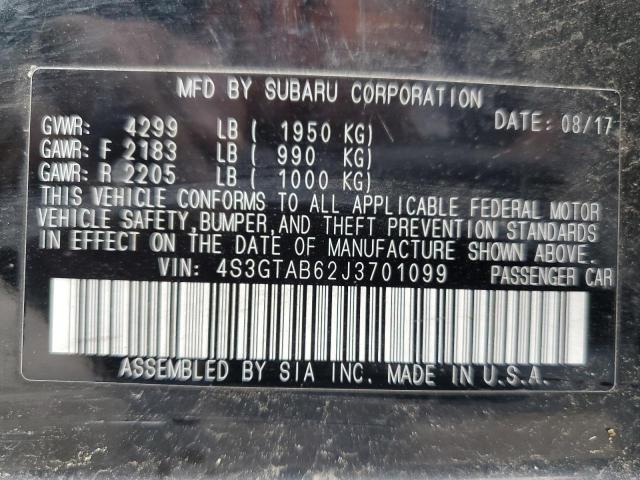 MFD BY SUBARU CORPORATION
GVWR: 4299 LB ( 1950 KG) DATE: 08/17
GAWR: F 2183 LB ( 990 KG)
GAWR: R 2205 LB ( 1000 KG)
THIS VEHICLE CONFORMS TO ALL APPLICABLE FEDERAL MOTOR
VEHICLE SAFETY, BUMPER, AND THEFT PREVENTION STANDARDS
IN EFFECT ON THE DATE OF MANUFACTURE SHOWN ABOVE.
VIN: 4S3GTAB62J3701099 PASSENGER CAR
ASSEMBLED BY SIA INC. MADE IN U.S.A.